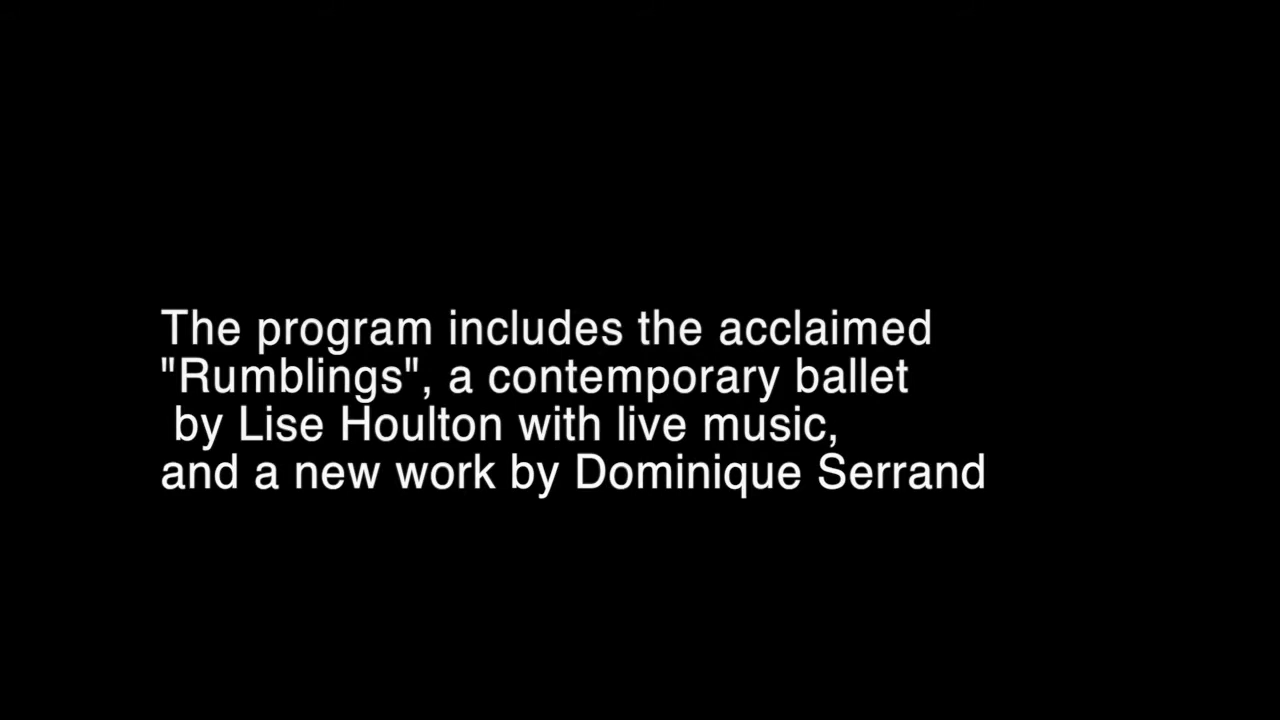 The program includes the acclaimed
"Rumblings", a contemporary ballet
by Lise Houlton with live music,
and a new work by Dominique Serrand